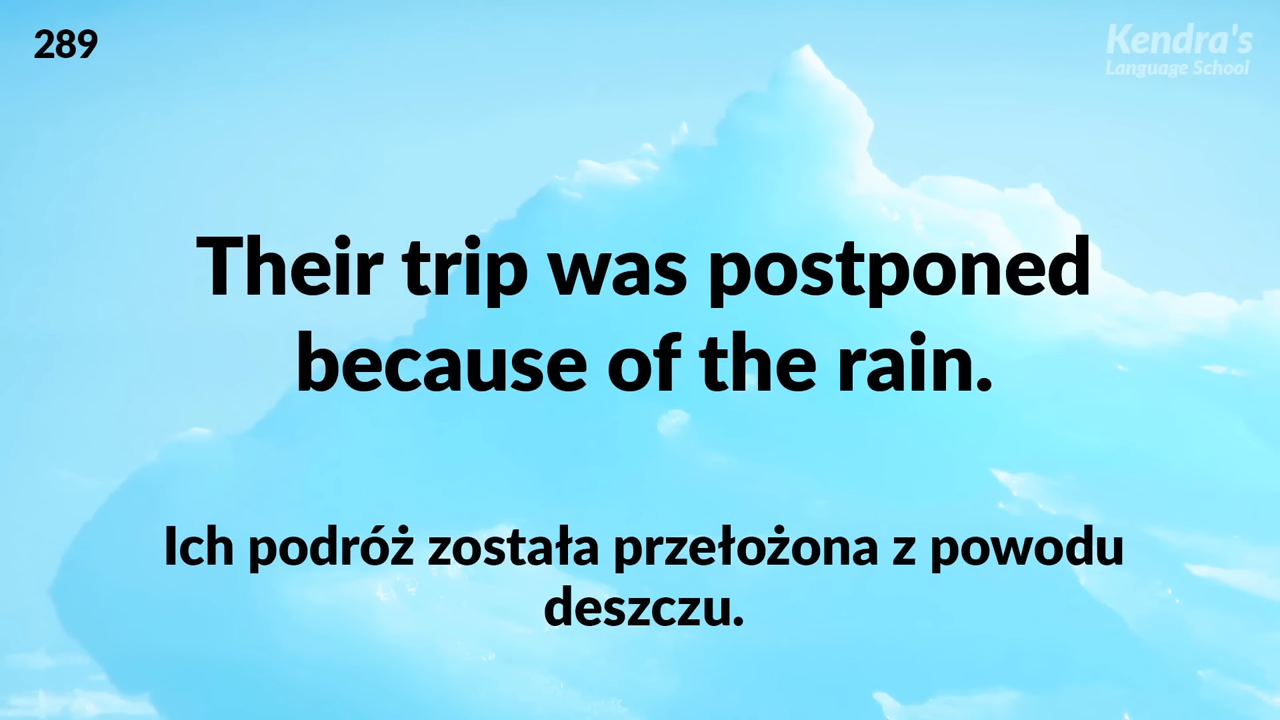 289
Kendra's
Language School
Their trip was postponed
because of the rain.
Ich podróż została przełożona z powodu
deszczu.